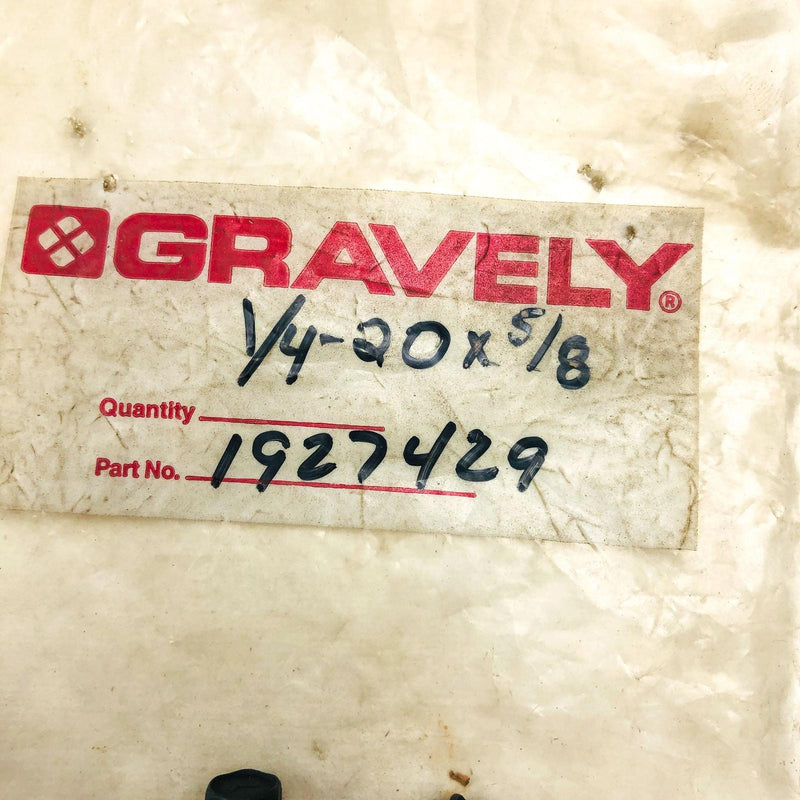 GRAVELY®
1/4-20 x 5/8
Quantity
Part No. 1927429